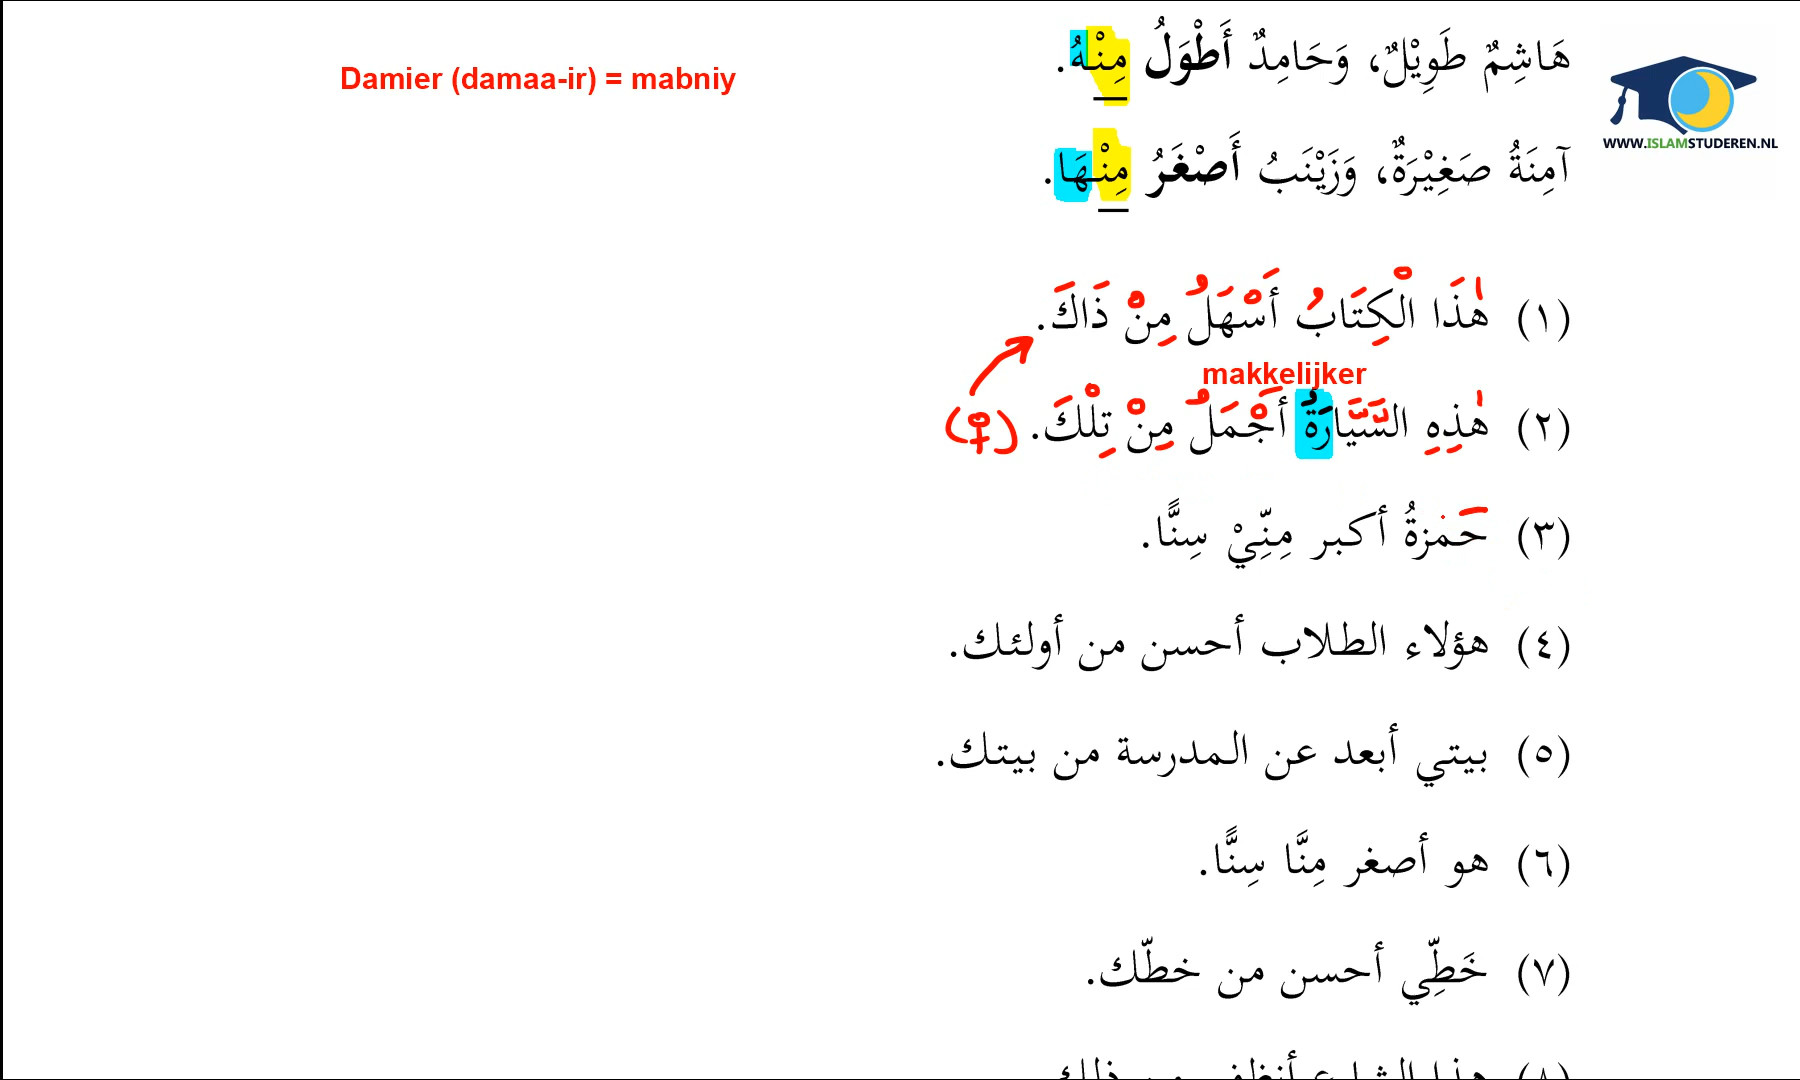 هَاشِمٌ طَوِيْلٌ، وَحَامِدٌ أَطْوَلُ مِنْهُ.
Damier (damaa-ir) = mabniy
WWW.ISLAMSTUDEREN.NL
آمِنَةُ صَغِيْرَةٌ، وَزَيْنَبُ أَصْغَرُ مِنْهَا.
(١) هٰذَا الْكِتَابُ أَسْهَلُ مِنْ ذَاكَ.
makkelijker
(٢) هٰذِهِ السَّيَّارَةُ أَجْمَلُ مِنْ تِلْكَ.
(٣) حَمزةُ أكبر مِنِّيْ سِنًّا.
(٤) هؤلاء الطلاب أحسن من أولئك.
(٥) بيتي أبعد عن المدرسة من بيتك.
(٦) هو أصغر مِنَّا سِنًّا.
(٧) خَطِّي أحسن من خطّك.